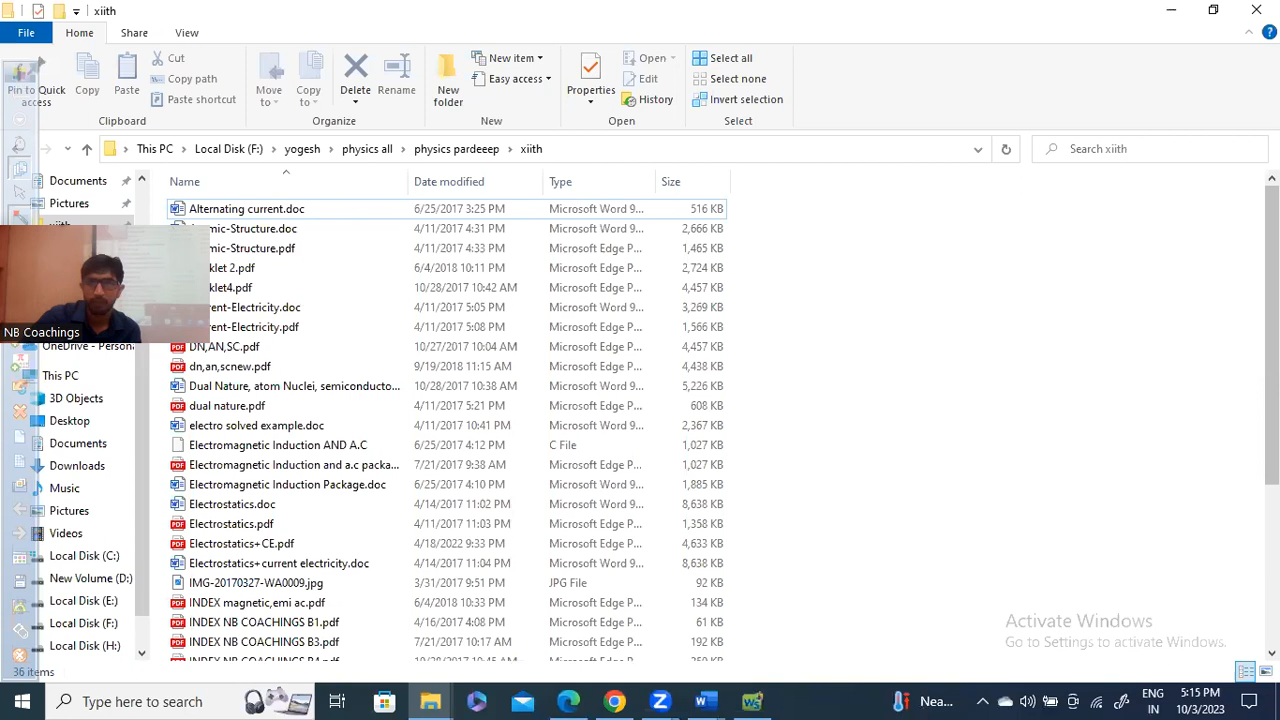 xiith
File Home Share View
Pin to Quick access
Copy
Paste
Cut
Copy path
Paste shortcut
Clipboard
Move to
Copy to
Delete
Rename
Organize
New folder
New item
Easy access
New
Properties
Open
Edit
History
Open
Select all
Select none
Invert selection
Select
This PC > Local Disk (F:) > yogesh > physics all > physics pardeeep > xiith
Search xiith
Documents
Pictures
xiith
NB Coachings
OneDrive - Persona
This PC
3D Objects
Desktop
Documents
Downloads
Music
Pictures
Videos
Local Disk (C:)
New Volume (D:)
Local Disk (E:)
Local Disk (F:)
Local Disk (H:)
Name Date modified Type Size
Alternating current.doc 6/25/2017 3:25 PM Microsoft Word 9... 516 KB
mic-Structure.doc 4/11/2017 4:31 PM Microsoft Word 9... 2,666 KB
mic-Structure.pdf 4/11/2017 4:33 PM Microsoft Edge P... 1,465 KB
klet 2.pdf 6/4/2018 10:11 PM Microsoft Edge P... 2,724 KB
klet4.pdf 10/28/2017 10:42 AM Microsoft Edge P... 4,457 KB
rent-Electricity.doc 4/11/2017 5:05 PM Microsoft Word 9... 3,269 KB
rent-Electricity.pdf 4/11/2017 5:08 PM Microsoft Edge P... 1,566 KB
DN,AN,SC.pdf 10/27/2017 10:04 AM Microsoft Edge P... 4,457 KB
dn,an,scnew.pdf 9/19/2018 11:15 AM Microsoft Edge P... 4,438 KB
Dual Nature, atom Nuclei, semiconducto... 10/28/2017 10:38 AM Microsoft Word 9... 5,226 KB
dual nature.pdf 4/11/2017 5:21 PM Microsoft Edge P... 608 KB
electro solved example.doc 4/11/2017 10:41 PM Microsoft Word 9... 2,367 KB
Electromagnetic Induction AND A.C 6/25/2017 4:12 PM C File 1,027 KB
Electromagnetic Induction and a.c packa... 7/21/2017 9:38 AM Microsoft Edge P... 1,027 KB
Electromagnetic Induction Package.doc 6/25/2017 4:10 PM Microsoft Word 9... 1,885 KB
Electrostatics.doc 4/14/2017 11:02 PM Microsoft Word 9... 8,638 KB
Electrostatics.pdf 4/11/2017 11:03 PM Microsoft Edge P... 1,358 KB
Electrostatics+CE.pdf 4/18/2022 9:33 PM Microsoft Edge P... 4,633 KB
Electrostatics+current electricity.doc 4/14/2017 11:04 PM Microsoft Word 9... 8,638 KB
IMG-20170327-WA0009.jpg 3/31/2017 9:51 PM JPG File 92 KB
INDEX magnetic,emi ac.pdf 6/4/2018 10:33 PM Microsoft Edge P... 134 KB
INDEX NB COACHINGS B1.pdf 4/16/2017 4:08 PM Microsoft Edge P... 61 KB
INDEX NB COACHINGS B3.pdf 7/21/2017 10:17 AM Microsoft Edge P... 192 KB
INDEX NB COACHINGS B4.pdf 10/28/2017 10:45 AM Microsoft Edge P...
Activate Windows
Go to Settings to activate Windows.
36 items
Type here to search
Nea...
ENG
IN
5:15 PM
10/3/2023